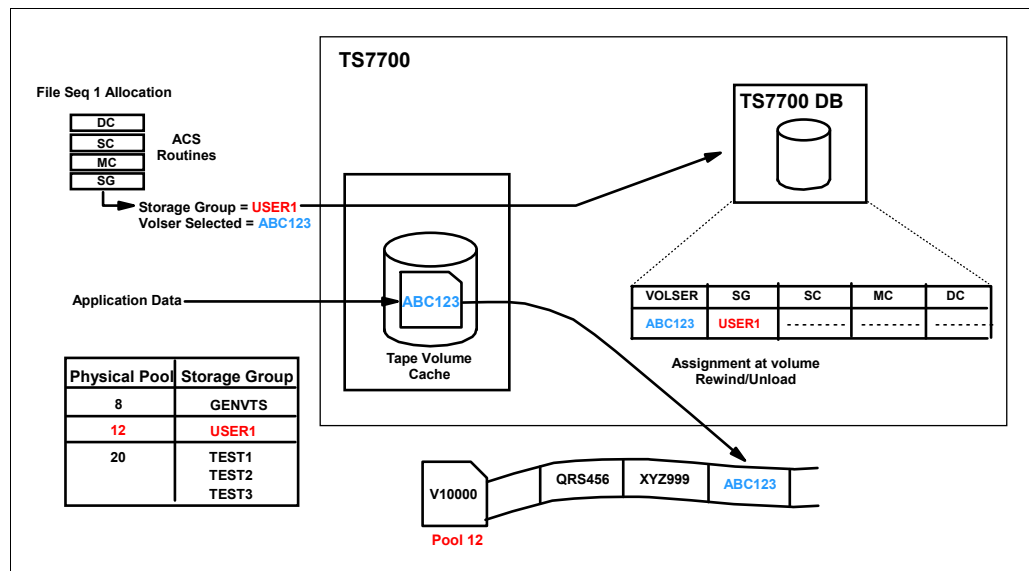 TS7700
File Seq 1 Allocation
DC
SC
MC
SG
ACS
Routines
Storage Group = USER1
Volser Selected = ABC123
TS7700 DB
Application Data
ABC123
Tape Volume
Cache
VOLSER SG SC MC DC
ABC123 USER1 -------- -------- --------
Assignment at volume
Rewind/Unload
Physical Pool Storage Group
8 GENVTS
12 USER1
20 TEST1
TEST2
TEST3
V10000
QRS456 XYZ999 ABC123
Pool 12